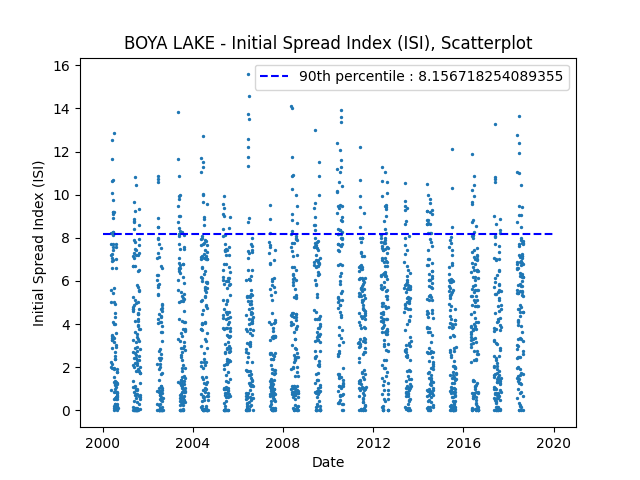 BOYA LAKE - Initial Spread Index (ISI), Scatterplot
90th percentile : 8.156718254089355
Initial Spread Index (ISI)
16
14
12
10
8
6
4
2
0
2000 2004 2008 2012 2016 2020
Date